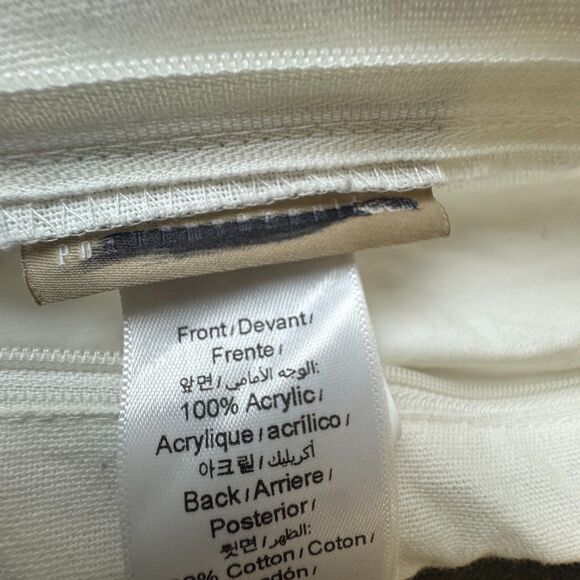 PO
Front/Devant/
Frente/
앞면/الوجه الأمامي:
100% Acrylic/
Acrylique/acrílico/
아크릴/أكريليك/
Back/Arriere/
Posterior/
뒷면/الظهر:
Cotton/Coton/